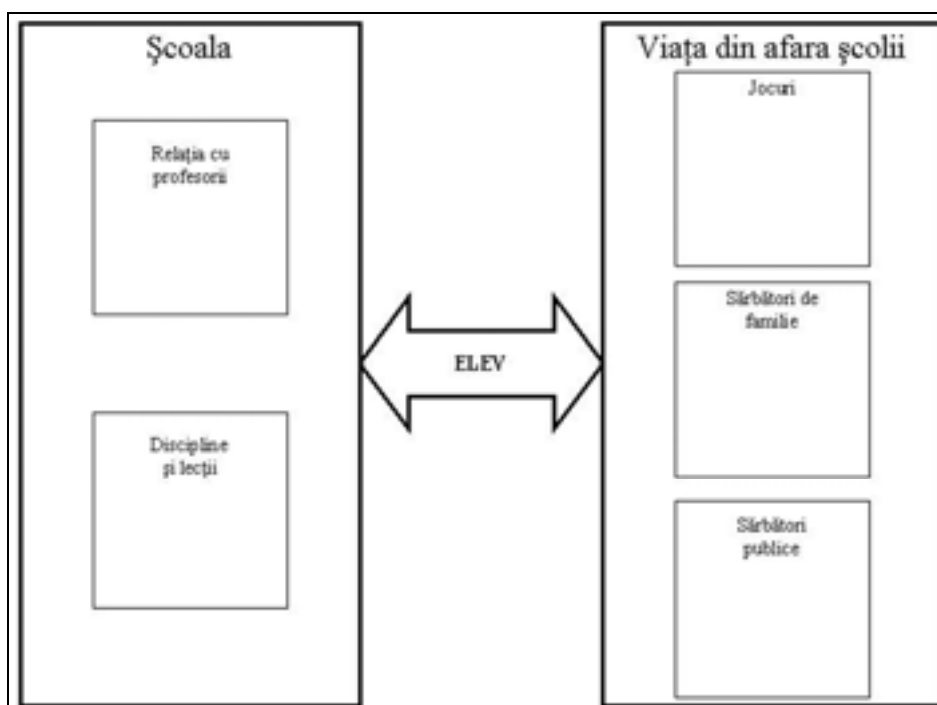 Şcoala
Relaţia cu
profesorii
Discipline
şi lecţii
ELEV
Viaţa din afara şcolii
Jocuri
Sărbători de
familie
Sărbători
publice